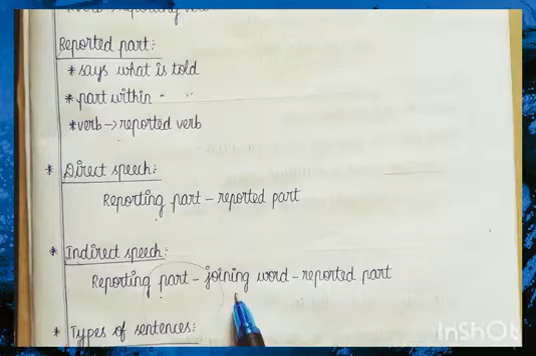 Reported part:
* says what is told
* part within " "
* verb → reported verb
* Direct speech:
Reporting part - reported part
* Indirect speech:
Reporting part - joining word - reported part
* Types of sentences:
InShOt